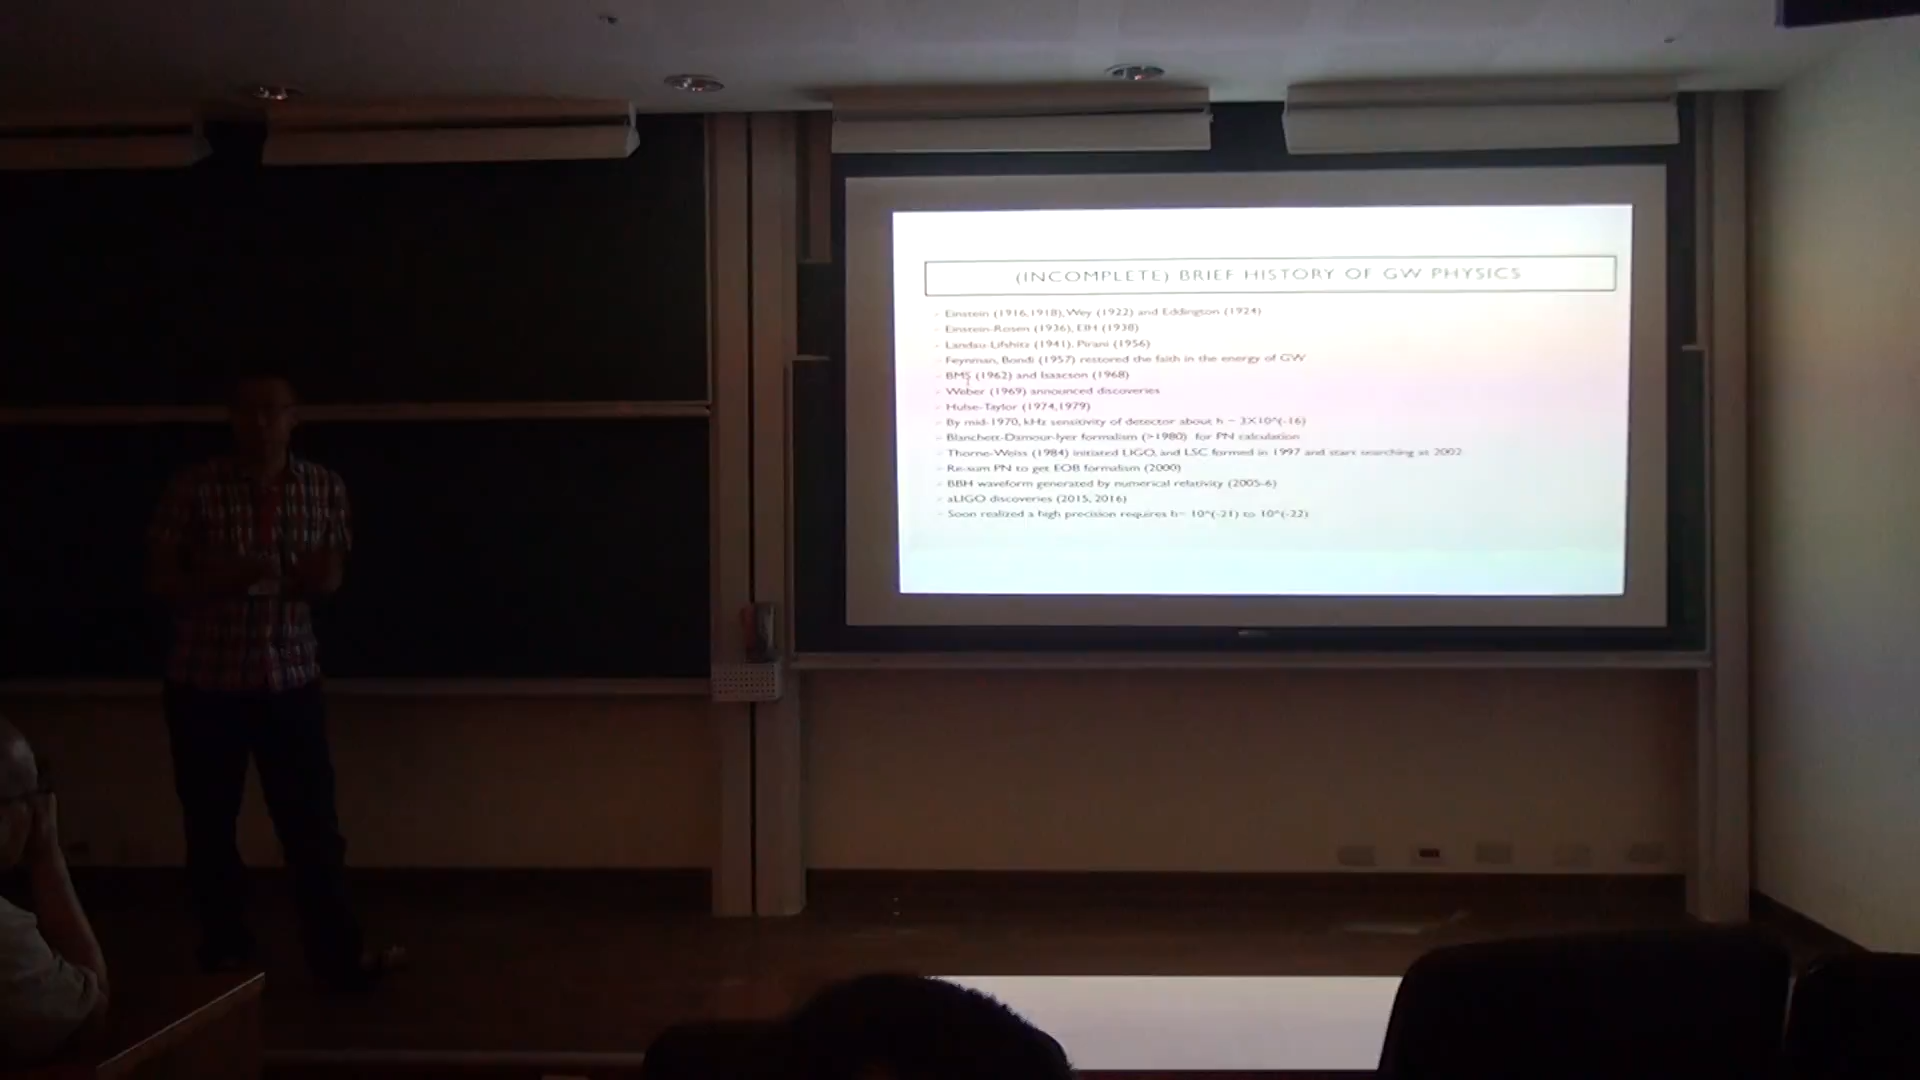 (INCOMPLETE) BRIEF HISTORY OF GW PHYSICS
- Einstein (1916,1918), Wey (1922) and Eddington (1924)
- Einstein-Rosen (1936), EIH (1938)
- Landau-Lifshitz (1941), Pirani (1956)
- Feynman, Bondi (1957) restored the faith in the energy of GW
- BMS (1962) and Isaacson (1968)
- Weber (1969) announced discoveries
- Hulse-Taylor (1974,1979)
- By mid-1970, kHz sensitivity of detector about h ~ 3X10^(-16)
- Blanchett-Damour-Iyer formalism (>1980) for PN calculation
- Thorne-Weiss (1984) initiated LIGO, and LSC formed in 1997 and start searching at 2002
- Re-sum PN to get EOB formalism (2000)
- BBH waveform generated by numerical relativity (2005-6)
- aLIGO discoveries (2015, 2016)
- Soon realized a high precision requires h~ 10^(-21) to 10^(-22)